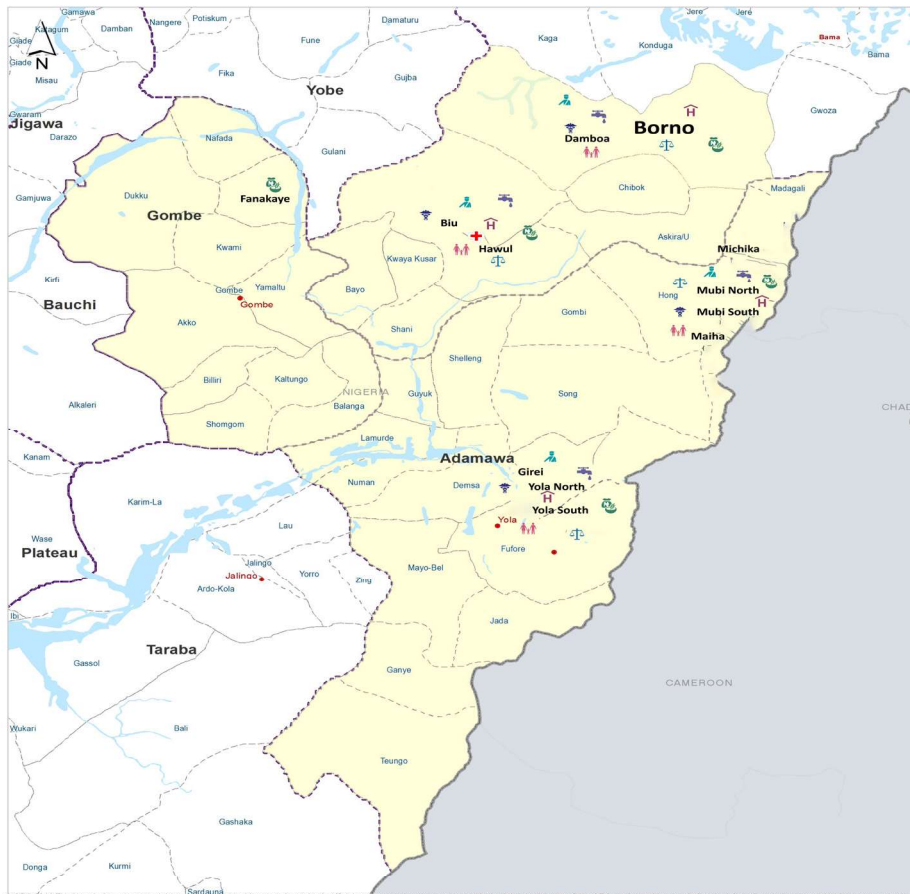 Gamawa
Nangere
Potiskum
Jere
Jeré
Katagum
Damban
Damaturu
Fune
Kaga
Konduga
Bama
Giade
Giade
N
Misau
Fika
Gujba
Bama
Yobe
Gwaram
Jigawa
Darazo
Nafada
Gulani
Damboa
Borno
Gwoza
Gamjuwa
Dukku
Fanakaye
Chibok
Madagali
Gombe
Biu
Kwami
Hawul
Askira/U
Michika
Kwaya Kusar
Kirfi
Bauchi
Gombe
Yamaltu
Gombe
Bayo
Hong
Mubi North
Mubi South
Akko
Shani
Gombi
Maiha
Shelleng
Billiri
Kaltungo
NIGERIA
Guyuk
Song
Alkaleri
Balanga
CHAD
Shomgom
Lamurde
Kanam
Adamawa
Girei
Karim-La
Numan
Demsa
Yola North
Yola South
Lau
Yola
Wase
Plateau
Jalingo
Jalingo
Yorro
Zing
Fufore
Mayo-Bel
Ardo-Kola
Ibi
Jada
Taraba
Gassol
Ganye
CAMEROON
Wukari
Bali
Teungo
Gashaka
Donga
Kurmi
Sardauna